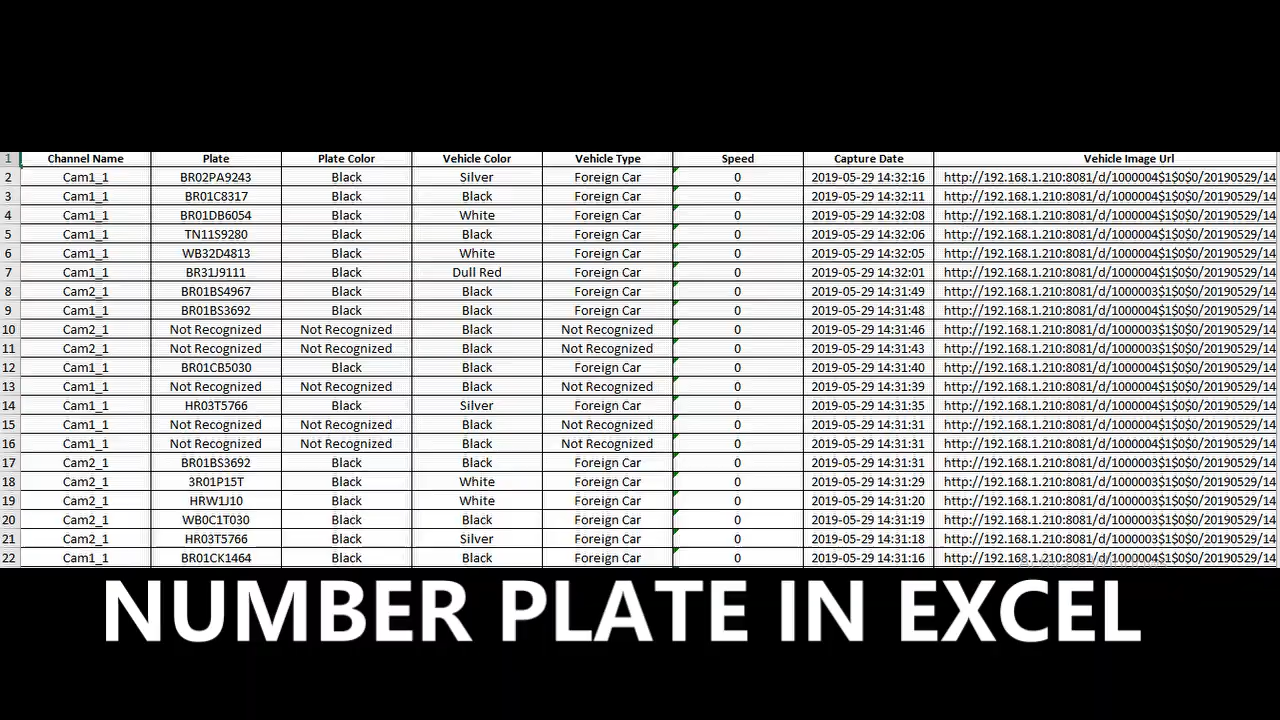 1 Channel Name Plate Plate Color Vehicle Color Vehicle Type Speed Capture Date Vehicle Image Url
2 Cam1_1 BR02PA9243 Black Silver Foreign Car 0 2019-05-29 14:32:16 http://192.168.1.210:8081/d/1000004$1$0$0/20190529/14
3 Cam1_1 BR01C8317 Black Black Foreign Car 0 2019-05-29 14:32:11 http://192.168.1.210:8081/d/1000004$1$0$0/20190529/14
4 Cam1_1 BR01DB6054 Black White Foreign Car 0 2019-05-29 14:32:08 http://192.168.1.210:8081/d/1000004$1$0$0/20190529/14
5 Cam1_1 TN11S9280 Black Black Foreign Car 0 2019-05-29 14:32:06 http://192.168.1.210:8081/d/1000004$1$0$0/20190529/14
6 Cam1_1 WB32D4813 Black White Foreign Car 0 2019-05-29 14:32:05 http://192.168.1.210:8081/d/1000004$1$0$0/20190529/14
7 Cam1_1 BR31J9111 Black Dull Red Foreign Car 0 2019-05-29 14:32:01 http://192.168.1.210:8081/d/1000004$1$0$0/20190529/14
8 Cam2_1 BR01BS4967 Black Black Foreign Car 0 2019-05-29 14:31:49 http://192.168.1.210:8081/d/1000003$1$0$0/20190529/14
9 Cam1_1 BR01BS3692 Black Black Foreign Car 0 2019-05-29 14:31:48 http://192.168.1.210:8081/d/1000004$1$0$0/20190529/14
10 Cam2_1 Not Recognized Not Recognized Black Not Recognized 0 2019-05-29 14:31:46 http://192.168.1.210:8081/d/1000003$1$0$0/20190529/14
11 Cam2_1 Not Recognized Not Recognized Black Not Recognized 0 2019-05-29 14:31:43 http://192.168.1.210:8081/d/1000003$1$0$0/20190529/14
12 Cam1_1 BR01CB5030 Black Black Foreign Car 0 2019-05-29 14:31:40 http://192.168.1.210:8081/d/1000004$1$0$0/20190529/14
13 Cam1_1 Not Recognized Not Recognized Black Not Recognized 0 2019-05-29 14:31:39 http://192.168.1.210:8081/d/1000004$1$0$0/20190529/14
14 Cam1_1 HR03T5766 Black Silver Foreign Car 0 2019-05-29 14:31:35 http://192.168.1.210:8081/d/1000004$1$0$0/20190529/14
15 Cam1_1 Not Recognized Not Recognized Black Not Recognized 0 2019-05-29 14:31:31 http://192.168.1.210:8081/d/1000004$1$0$0/20190529/14
16 Cam1_1 Not Recognized Not Recognized Black Not Recognized 0 2019-05-29 14:31:31 http://192.168.1.210:8081/d/1000004$1$0$0/20190529/14
17 Cam2_1 BR01BS3692 Black Black Foreign Car 0 2019-05-29 14:31:31 http://192.168.1.210:8081/d/1000003$1$0$0/20190529/14
18 Cam2_1 3R01P15T Black White Foreign Car 0 2019-05-29 14:31:29 http://192.168.1.210:8081/d/1000003$1$0$0/20190529/14
19 Cam2_1 HRW1J10 Black White Foreign Car 0 2019-05-29 14:31:20 http://192.168.1.210:8081/d/1000003$1$0$0/20190529/14
20 Cam2_1 WB0C1T030 Black Black Foreign Car 0 2019-05-29 14:31:19 http://192.168.1.210:8081/d/1000003$1$0$0/20190529/14
21 Cam2_1 HR03T5766 Black Silver Foreign Car 0 2019-05-29 14:31:18 http://192.168.1.210:8081/d/1000003$1$0$0/20190529/14
22 Cam1_1 BR01CK1464 Black Black Foreign Car 0 2019-05-29 14:31:16 http://192.168.1.210:8081/d/1000004$1$0$0/20190529/14
NUMBER PLATE IN EXCEL